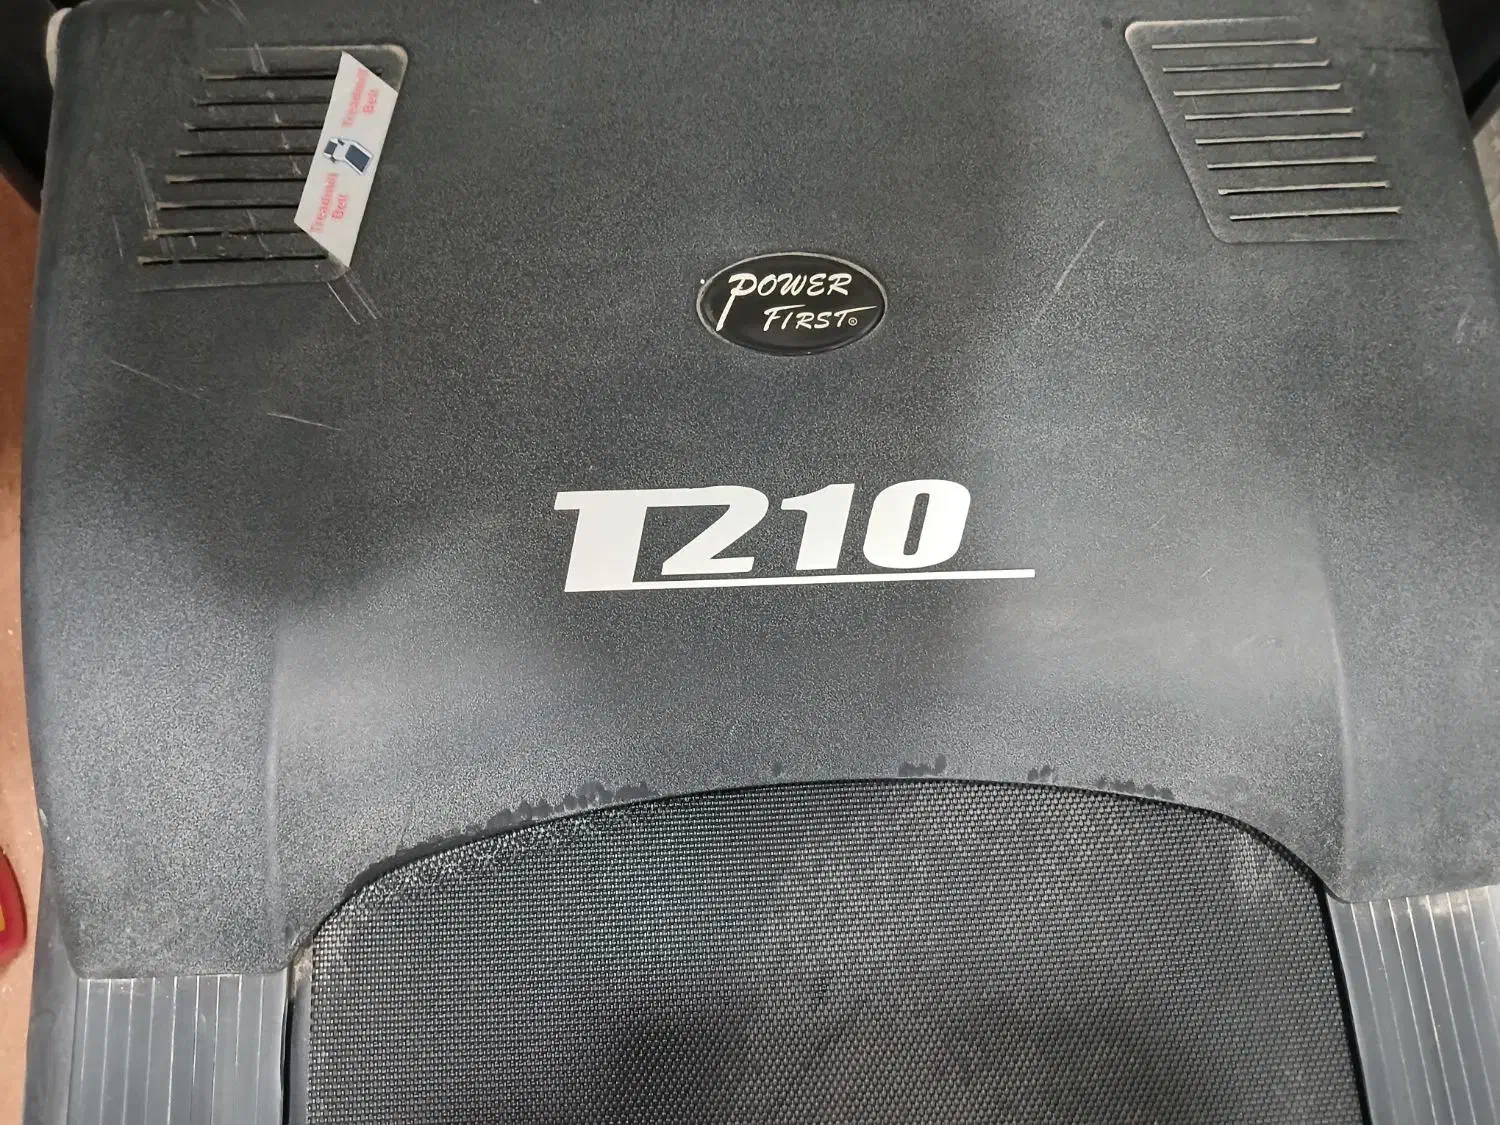 Treadmill
Belt
Treadmill
Belt
POWER
FIRST®
T210